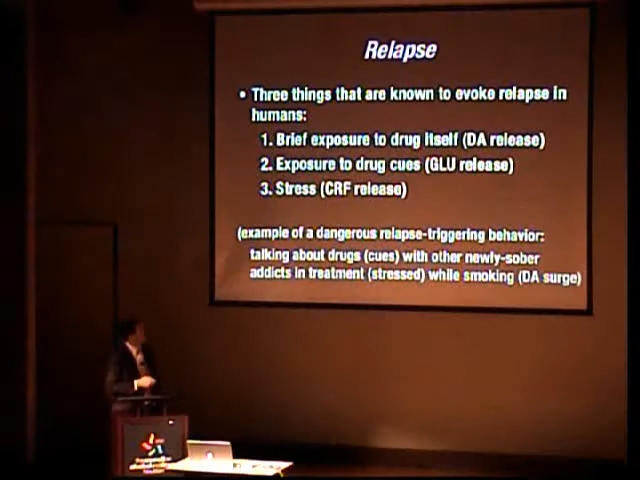 Relapse
• Three things that are known to evoke relapse in
humans:
1. Brief exposure to drug itself (DA release)
2. Exposure to drug cues (GLU release)
3. Stress (CRF release)
(example of a dangerous relapse-triggering behavior:
talking about drugs (cues) with other newly-sober
addicts in treatment (stressed) while smoking (DA surge)